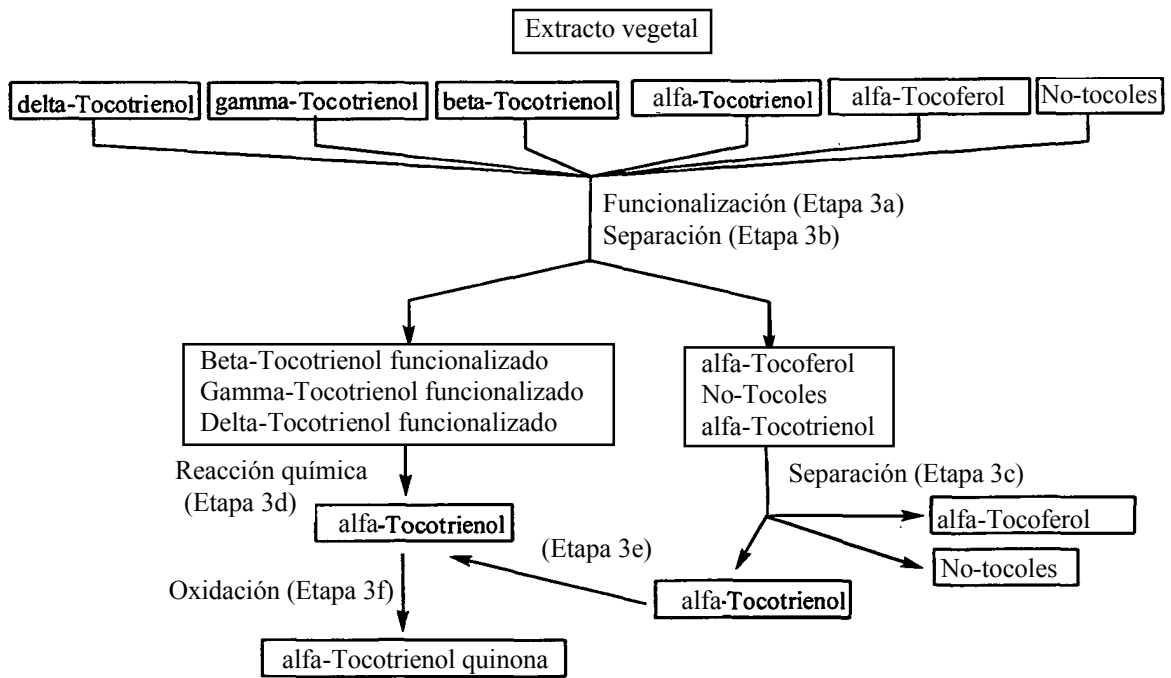 Extracto vegetal
delta-Tocotrienol
gamma-Tocotrienol
beta-Tocotrienol
alfa-Tocotrienol
alfa-Tocoferol
No-tocoles
Funcionalización (Etapa 3a)
Separación (Etapa 3b)
Beta-Tocotrienol funcionalizado
Gamma-Tocotrienol funcionalizado
Delta-Tocotrienol funcionalizado
alfa-Tocoferol
No-Tocoles
alfa-Tocotrienol
Reacción química
(Etapa 3d)
Separación (Etapa 3c)
alfa-Tocotrienol
alfa-Tocoferol
(Etapa 3e)
No-tocoles
Oxidación (Etapa 3f)
alfa-Tocotrienol
alfa-Tocotrienol quinona